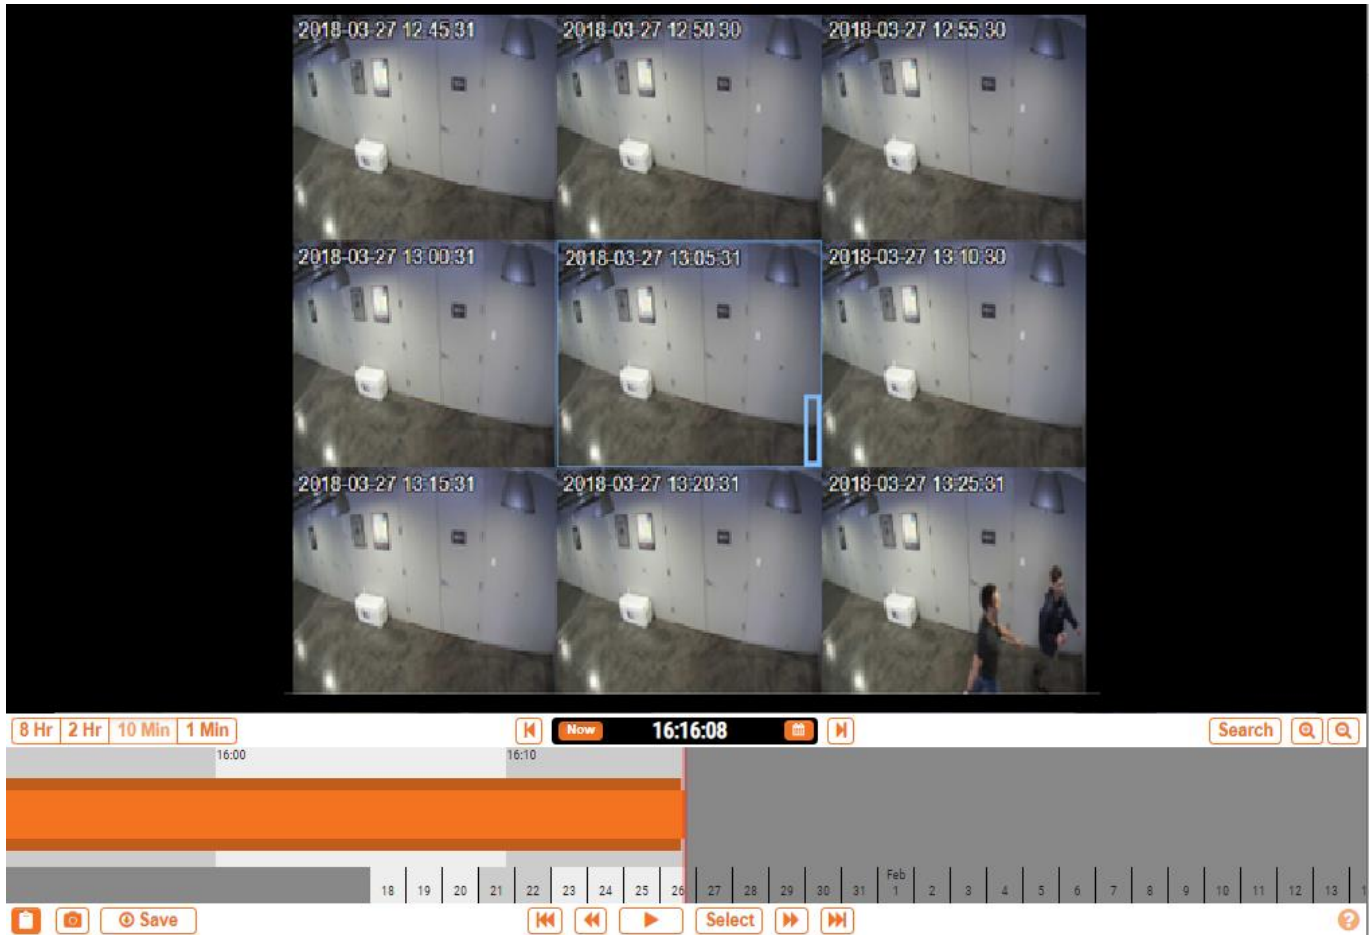 2018-03-27 12:45:31 2018-03-27 12:50:30 2018-03-27 12:55:30
2018-03-27 13:00:31 2018-03-27 13:05:31 2018-03-27 13:10:30
2018-03-27 13:15:31 2018-03-27 13:20:31 2018-03-27 13:25:31
8 Hr 2 Hr 10 Min 1 Min Now 16:16:08 Search
16:00 16:10
Feb
18 19 20 21 22 23 24 25 26 27 28 29 30 31 1 2 3 4 5 6 7 8 9 10 11 12 13 1
Save Select ?